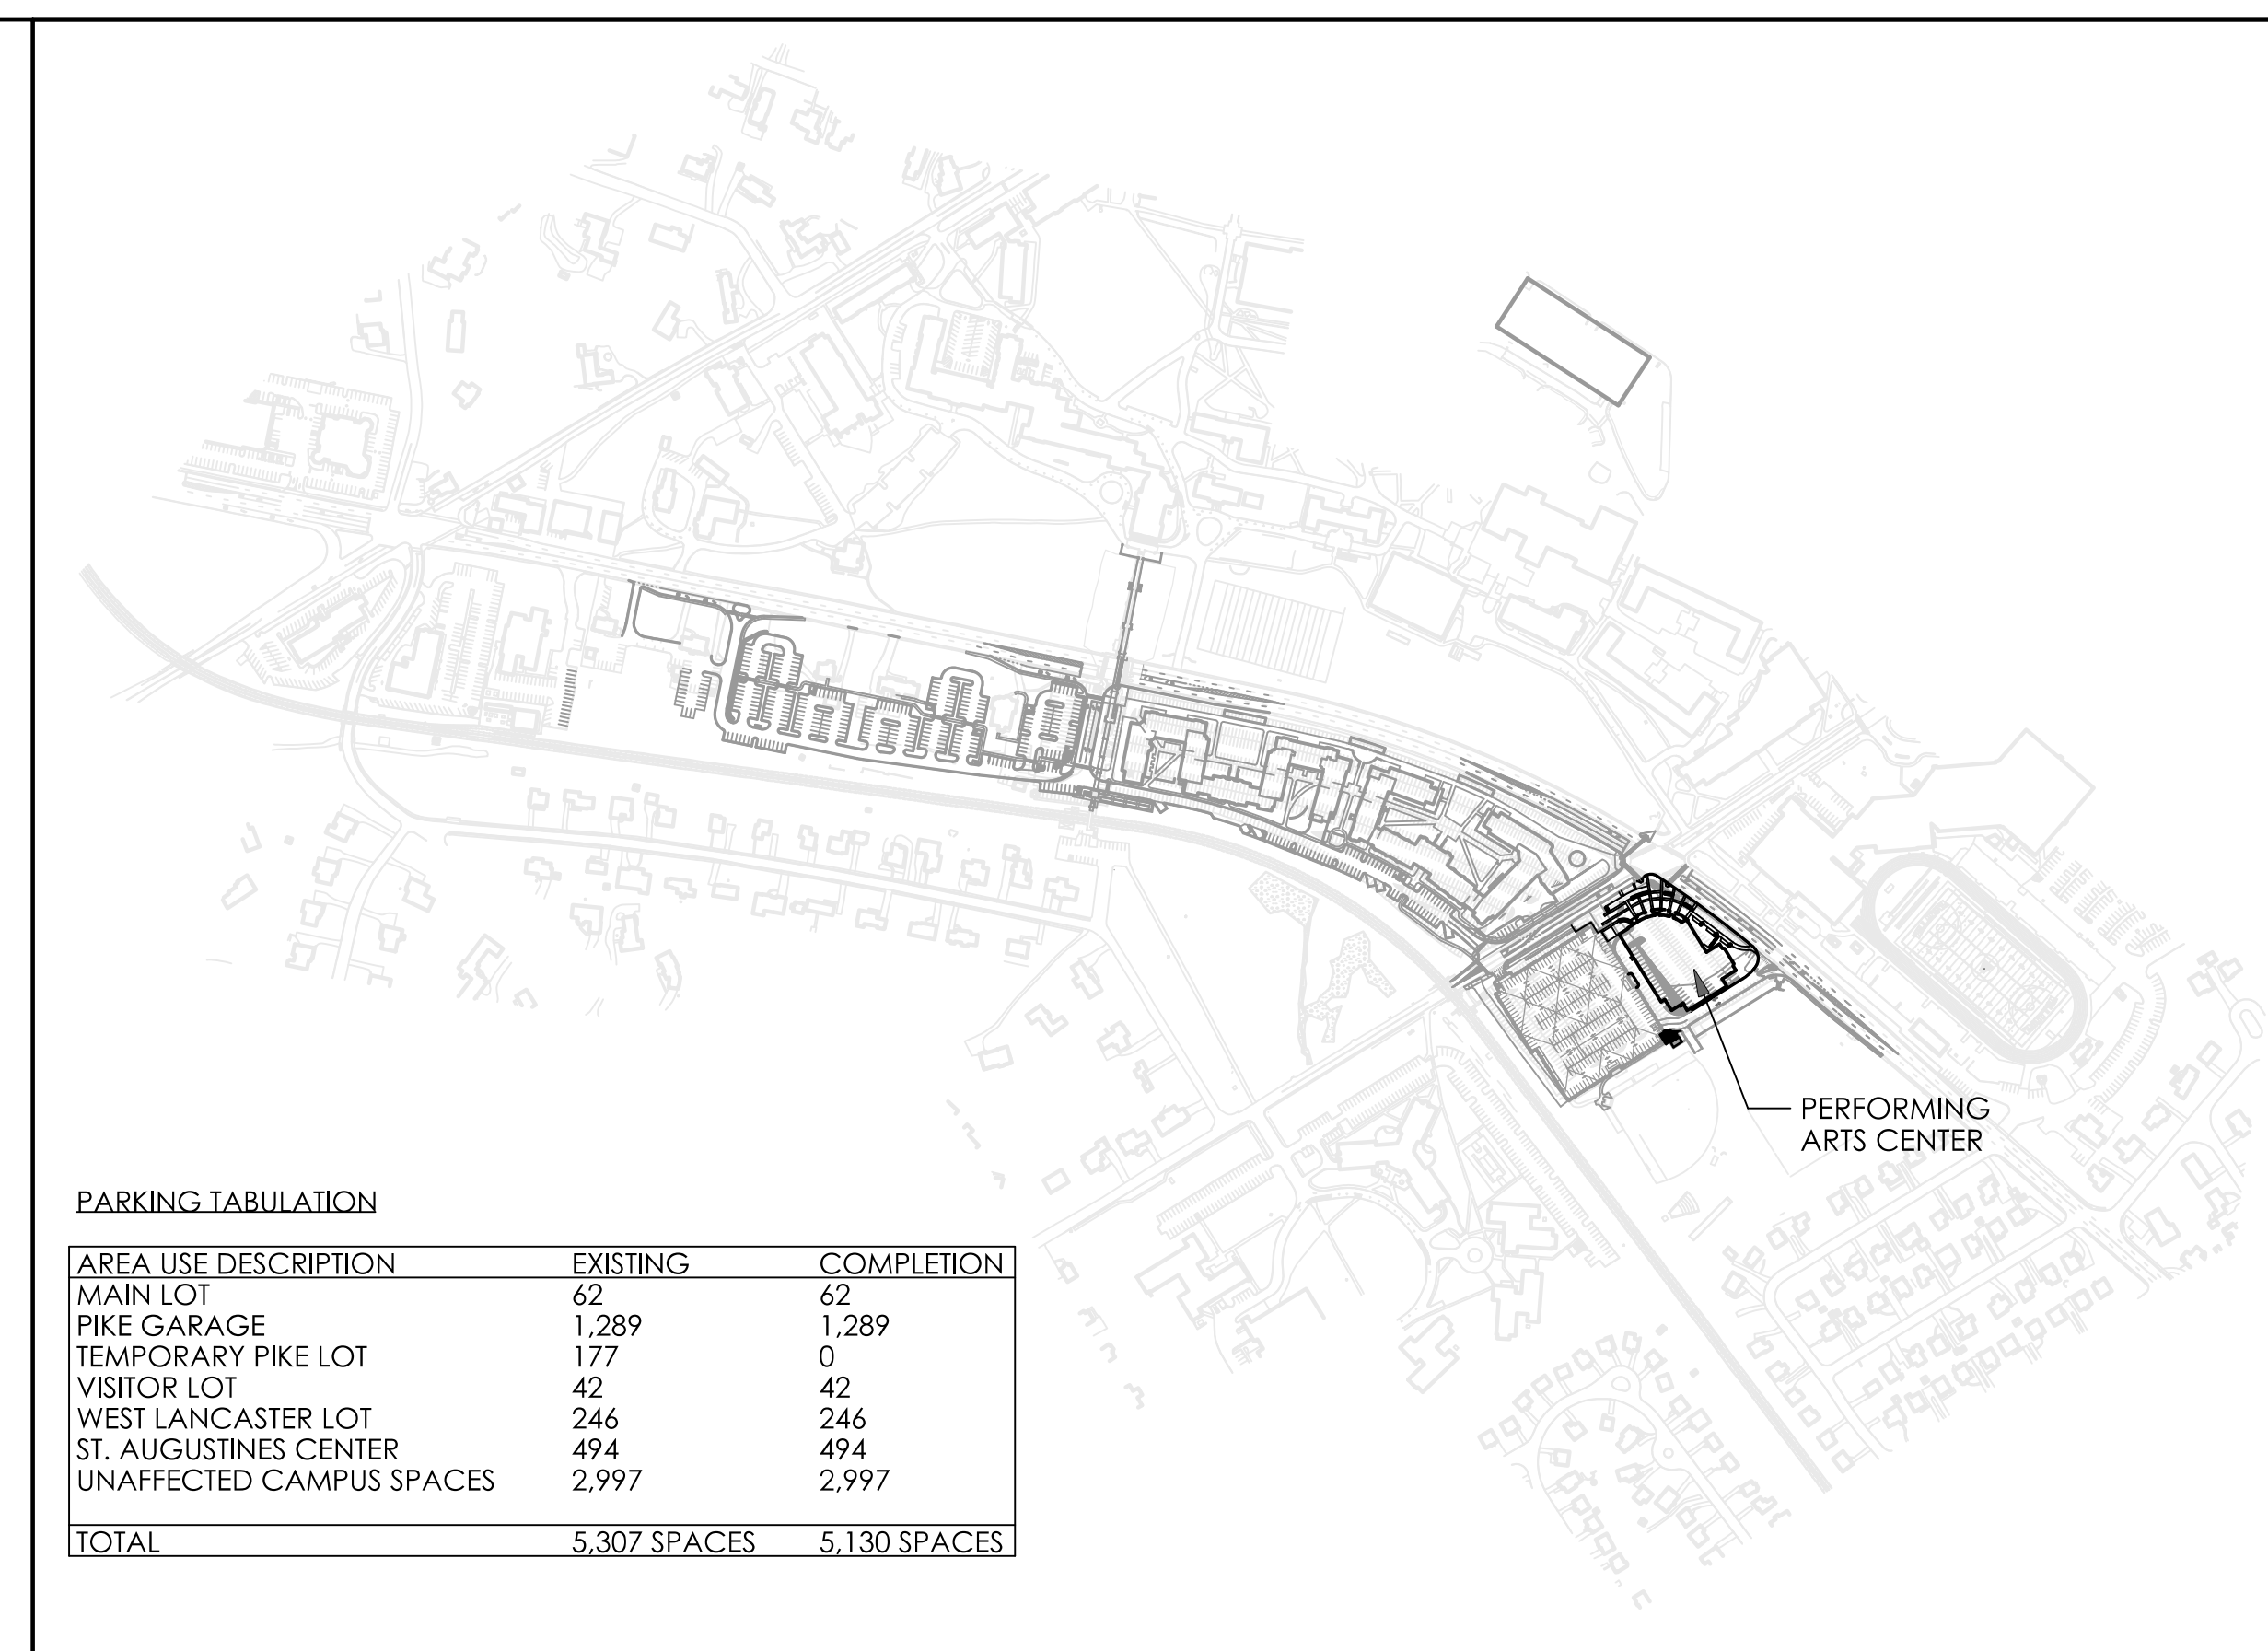 PERFORMING
ARTS CENTER
PARKING TABULATION
AREA USE DESCRIPTION EXISTING COMPLETION
MAIN LOT 62 62
PIKE GARAGE 1,289 1,289
TEMPORARY PIKE LOT 177 0
VISITOR LOT 42 42
WEST LANCASTER LOT 246 246
ST. AUGUSTINES CENTER 494 494
UNAFFECTED CAMPUS SPACES 2,997 2,997
TOTAL 5,307 SPACES 5,130 SPACES